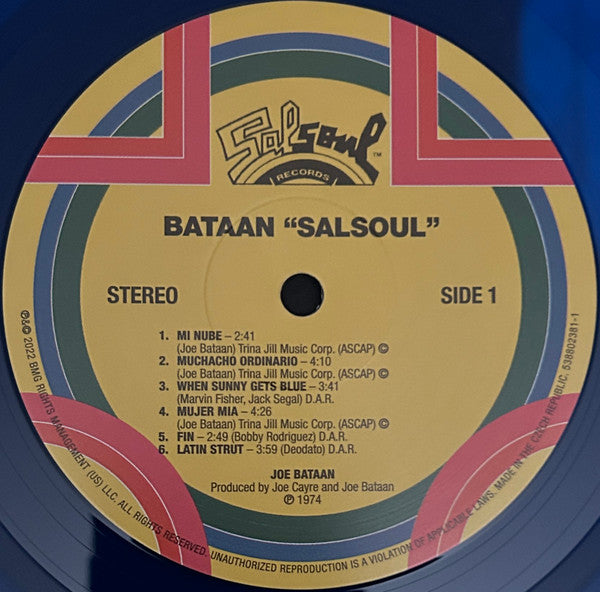 Salsoul™
RECORDS
BATAAN “SALSOUL”
STEREO
SIDE 1
1. MI NUBE – 2:41
(Joe Bataan) Trina Jill Music Corp. (ASCAP) ©
2. MUCHACHO ORDINARIO – 4:10
(Joe Bataan) Trina Jill Music Corp. (ASCAP) ©
3. WHEN SUNNY GETS BLUE – 3:41
(Marvin Fisher, Jack Segal) D.A.R.
4. MUJER MIA – 4:26
(Joe Bataan) Trina Jill Music Corp. (ASCAP) ©
5. FIN – 2:49 (Bobby Rodriguez) D.A.R.
6. LATIN STRUT – 3:59 (Deodato) D.A.R.
JOE BATAAN
Produced by Joe Cayre and Joe Bataan
℗ 1974
℗&© 2022 BMG RIGHTS MANAGEMENT (US) LLC. ALL RIGHTS RESERVED. UNAUTHORIZED REPRODUCTION IS A VIOLATION OF APPLICABLE LAWS. MADE IN THE CZECH REPUBLIC. 538802381-1